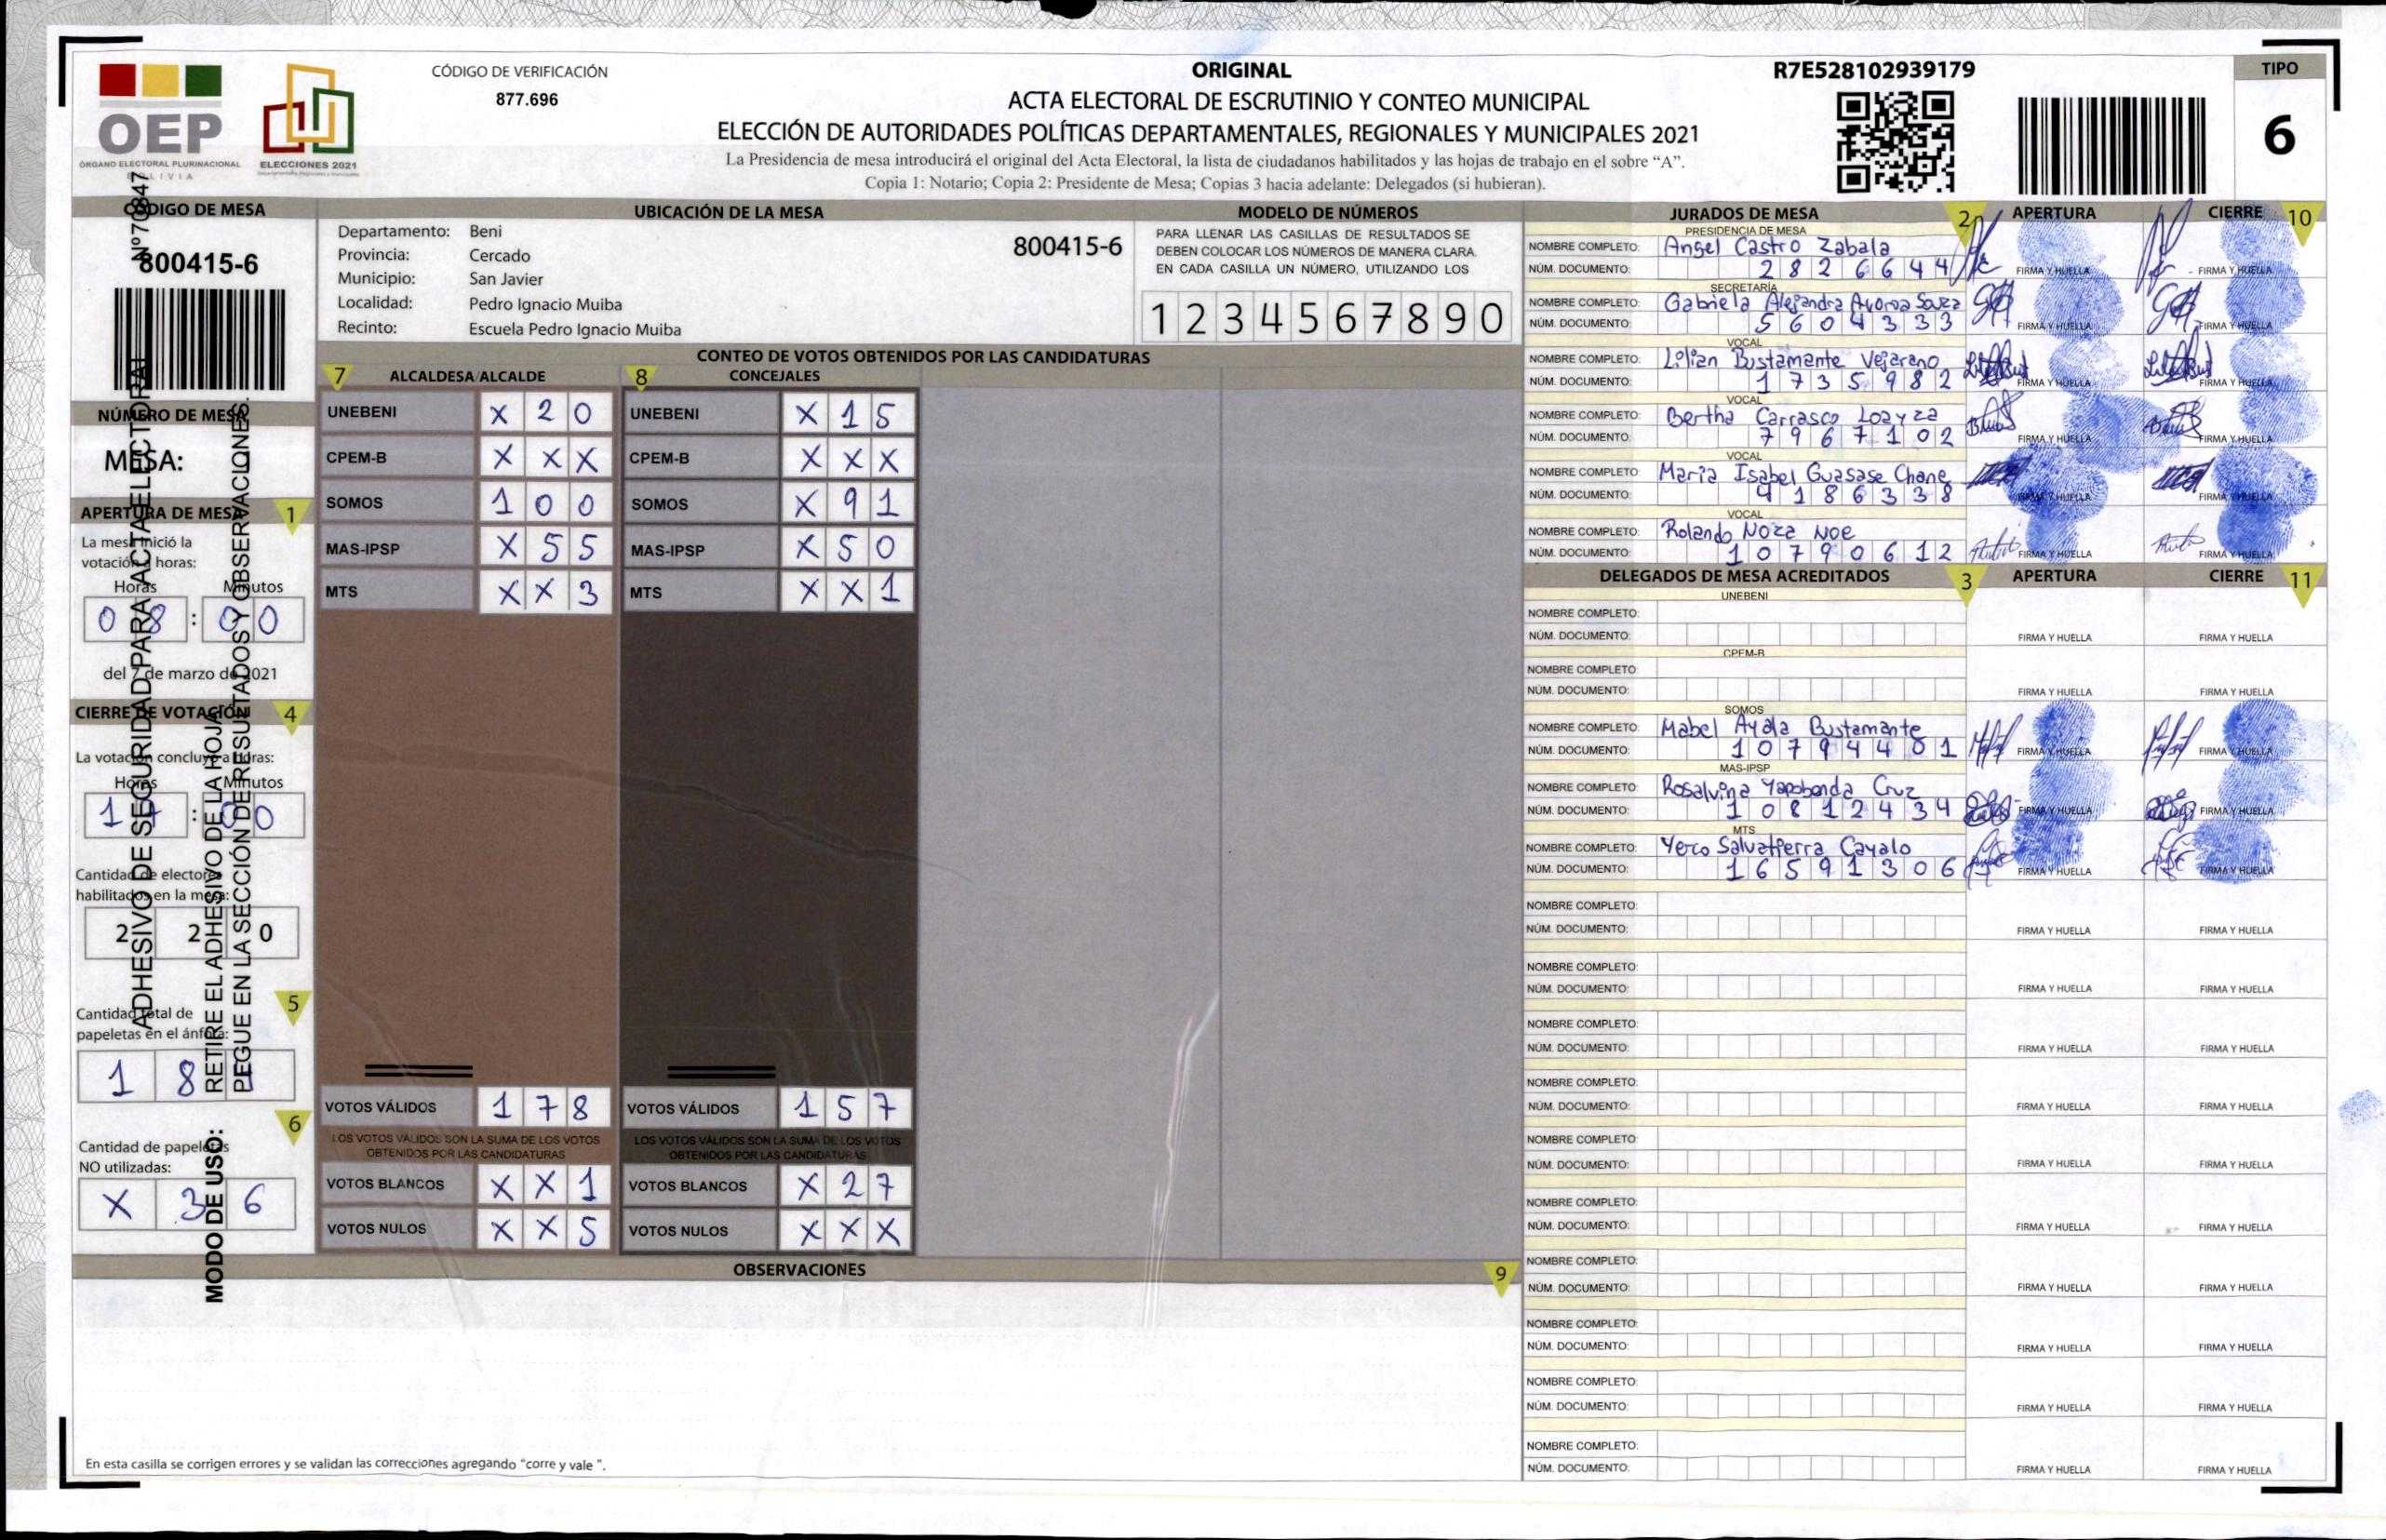 ORIGINAL
R7E528102939179
TIPO
6
OEP
ÓRGANO ELECTORAL PLURINACIONAL
BOLIVIA
ELECCIONES 2021
CÓDIGO DE VERIFICACIÓN
877.696
ACTA ELECTORAL DE ESCRUTINIO Y CONTEO MUNICIPAL
ELECCIÓN DE AUTORIDADES POLÍTICAS DEPARTAMENTALES, REGIONALES Y MUNICIPALES 2021
La Presidencia de mesa introducirá el original del Acta Electoral, la lista de ciudadanos habilitados y las hojas de trabajo en el sobre “A”.
Copia 1: Notario; Copia 2: Presidente de Mesa; Copias 3 hacia adelante: Delegados (si hubieran).
CÓDIGO DE MESA
800415-6
NÚMERO DE MESA
MESA:
APERTURA DE MESA 1
La mesa inició la
votación a horas:
Horas Minutos
0 8 : 0 0
del 7 de marzo de 2021
CIERRE DE VOTACIÓN 4
La votación concluyó a horas:
Horas Minutos
1 7 : 0 0
Cantidad de electores
habilitados en la mesa:
2 2 0
5
Cantidad total de
papeletas en el ánfora:
1 8
6
Cantidad de papeletas
NO utilizadas:
X 3 6
Nº70847
ADHESIVO DE SEGURIDAD PARA ACTA ELECTORAL
MODO DE USO:
RETIRE EL ADHESIVO DE LA HOJA
PEGUE EN LA SECCIÓN DE RESULTADOS Y OBSERVACIONES.
UBICACIÓN DE LA MESA
Departamento: Beni
Provincia: Cercado
Municipio: San Javier
Localidad: Pedro Ignacio Muiba
Recinto: Escuela Pedro Ignacio Muiba
800415-6
MODELO DE NÚMEROS
PARA LLENAR LAS CASILLAS DE RESULTADOS SE
DEBEN COLOCAR LOS NÚMEROS DE MANERA CLARA.
EN CADA CASILLA UN NÚMERO, UTILIZANDO LOS
1 2 3 4 5 6 7 8 9 0
CONTEO DE VOTOS OBTENIDOS POR LAS CANDIDATURAS
7 ALCALDESA/ALCALDE 8 CONCEJALES
UNEBENI X 2 0 UNEBENI X 1 5
CPEM-B X X X CPEM-B X X X
SOMOS 1 0 0 SOMOS X 9 1
MAS-IPSP X 5 5 MAS-IPSP X 5 0
MTS X X 3 MTS X X 1
VOTOS VÁLIDOS 1 7 8 VOTOS VÁLIDOS 1 5 7
LOS VOTOS VÁLIDOS SON LA SUMA DE LOS VOTOS LOS VOTOS VÁLIDOS SON LA SUMA DE LOS VOTOS
OBTENIDOS POR LAS CANDIDATURAS OBTENIDOS POR LAS CANDIDATURAS
VOTOS BLANCOS X X 1 VOTOS BLANCOS X 2 7
VOTOS NULOS X X 5 VOTOS NULOS X X X
OBSERVACIONES 9
En esta casilla se corrigen errores y se validan las correcciones agregando “corre y vale ”.
JURADOS DE MESA 2 APERTURA CIERRE 10
PRESIDENCIA DE MESA
NOMBRE COMPLETO: Angel Castro Zabala
NÚM. DOCUMENTO: 2 8 2 6 6 4 4 FIRMA Y HUELLA FIRMA Y HUELLA
SECRETARÍA
NOMBRE COMPLETO: Gabriela Alejandra Ayoroa Souza
NÚM. DOCUMENTO: 5 6 0 4 3 3 3 FIRMA Y HUELLA FIRMA Y HUELLA
VOCAL
NOMBRE COMPLETO: Lilian Bustamante Vejarano
NÚM. DOCUMENTO: 1 7 3 5 9 8 2 FIRMA Y HUELLA FIRMA Y HUELLA
VOCAL
NOMBRE COMPLETO: Bertha Carrasco Loayza
NÚM. DOCUMENTO: 7 9 6 7 1 0 2 FIRMA Y HUELLA FIRMA Y HUELLA
VOCAL
NOMBRE COMPLETO: Maria Isabel Guasase Chane
NÚM. DOCUMENTO: 4 1 8 6 3 3 8 FIRMA Y HUELLA FIRMA Y HUELLA
VOCAL
NOMBRE COMPLETO: Rolando Noza Noe
NÚM. DOCUMENTO: 1 0 7 9 0 6 1 2 FIRMA Y HUELLA FIRMA Y HUELLA
DELEGADOS DE MESA ACREDITADOS 3 APERTURA CIERRE 11
UNEBENI
NOMBRE COMPLETO:
NÚM. DOCUMENTO: FIRMA Y HUELLA FIRMA Y HUELLA
CPEM-B
NOMBRE COMPLETO:
NÚM. DOCUMENTO: FIRMA Y HUELLA FIRMA Y HUELLA
SOMOS
NOMBRE COMPLETO: Mabel Ayala Bustamante
NÚM. DOCUMENTO: 1 0 7 9 4 4 0 1 FIRMA Y HUELLA FIRMA Y HUELLA
MAS-IPSP
NOMBRE COMPLETO: Rosalvina Yapobenda Cruz
NÚM. DOCUMENTO: 1 0 8 1 2 4 3 4 FIRMA Y HUELLA FIRMA Y HUELLA
MTS
NOMBRE COMPLETO: Yerco Salvatierra Cayalo
NÚM. DOCUMENTO: 1 6 5 9 1 3 0 6 FIRMA Y HUELLA FIRMA Y HUELLA
NOMBRE COMPLETO:
NÚM. DOCUMENTO: FIRMA Y HUELLA FIRMA Y HUELLA
NOMBRE COMPLETO:
NÚM. DOCUMENTO: FIRMA Y HUELLA FIRMA Y HUELLA
NOMBRE COMPLETO:
NÚM. DOCUMENTO: FIRMA Y HUELLA FIRMA Y HUELLA
NOMBRE COMPLETO:
NÚM. DOCUMENTO: FIRMA Y HUELLA FIRMA Y HUELLA
NOMBRE COMPLETO:
NÚM. DOCUMENTO: FIRMA Y HUELLA FIRMA Y HUELLA
NOMBRE COMPLETO:
NÚM. DOCUMENTO: FIRMA Y HUELLA FIRMA Y HUELLA
NOMBRE COMPLETO:
NÚM. DOCUMENTO: FIRMA Y HUELLA FIRMA Y HUELLA
NOMBRE COMPLETO:
NÚM. DOCUMENTO: FIRMA Y HUELLA FIRMA Y HUELLA
NOMBRE COMPLETO:
NÚM. DOCUMENTO: FIRMA Y HUELLA FIRMA Y HUELLA
NOMBRE COMPLETO:
NÚM. DOCUMENTO: FIRMA Y HUELLA FIRMA Y HUELLA